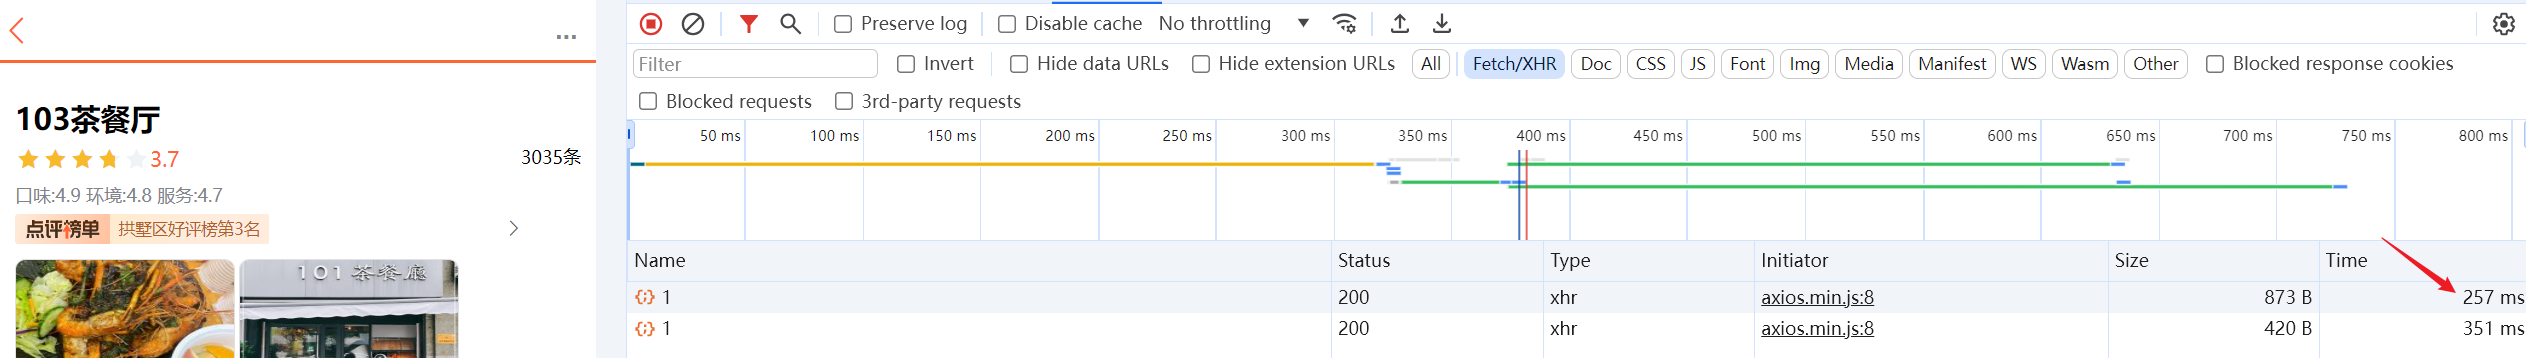 ···
103茶餐厅
3.7
3035条
口味:4.9 环境:4.8 服务:4.7
点评榜单 拱墅区好评榜第3名
101茶餐廳
Preserve log
Disable cache
No throttling
Filter
Invert
Hide data URLs
Hide extension URLs
All
Fetch/XHR
Doc
CSS
JS
Font
Img
Media
Manifest
WS
Wasm
Other
Blocked response cookies
Blocked requests
3rd-party requests
50 ms
100 ms
150 ms
200 ms
250 ms
300 ms
350 ms
400 ms
450 ms
500 ms
550 ms
600 ms
650 ms
700 ms
750 ms
800 ms
Name Status Type Initiator Size Time
{;} 1 200 xhr axios.min.js:8 873 B 257 ms
{;} 1 200 xhr axios.min.js:8 420 B 351 ms